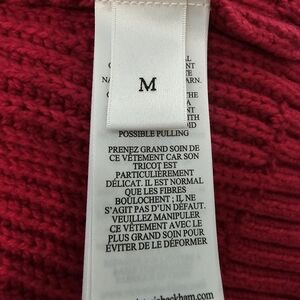 M
ARN.
POSSIBLE PULLING
PRENEZ GRAND SOIN DE
CE VÊTEMENT CAR SON
TRICOT EST
PARTICULIÈREMENT
DÉLICAT. IL EST NORMAL
QUE LES FIBRES
BOULOCHENT ; IL NE
S'AGIT PAS D'UN DÉFAUT.
VEUILLEZ MANIPULER
CE VÊTEMENT AVEC LE
PLUS GRAND SOIN POUR
ÉVITER DE LE DÉFORMER